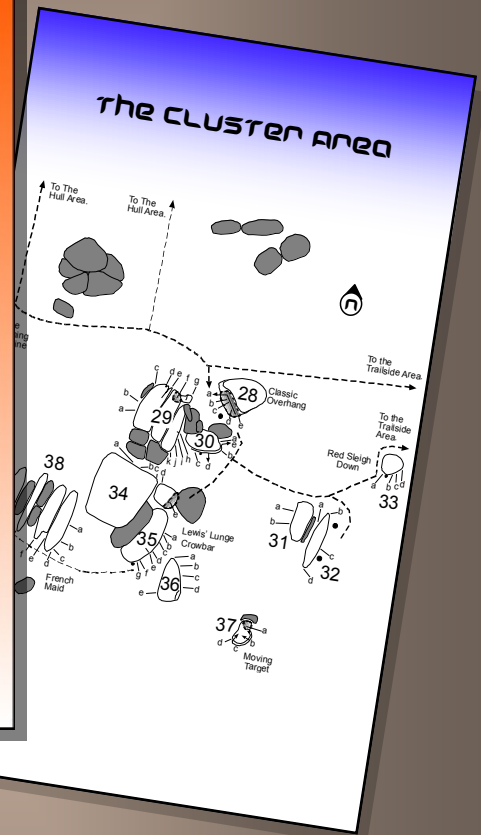 The Cluster Area
To The
Hull Area.
To The
Hull Area.
n
To the
Trailside Area.
To the
Trailside
Area.
28
Classic
Overhang
a
b
c
d
e
c d e f g
b
a
29
k j i h
30
a
b
c d
Red Sleigh
Down
a b c d
33
38
a
b
c
d
e
f
French
Maid
34
a
b c d
e
35
Lewis' Lunge
Crowbar
a
b
c
d
e
f
g
36
a
b
c
d
e
31
a
b
32
a
b
c
d
37
a
b
c
d
Moving
Target